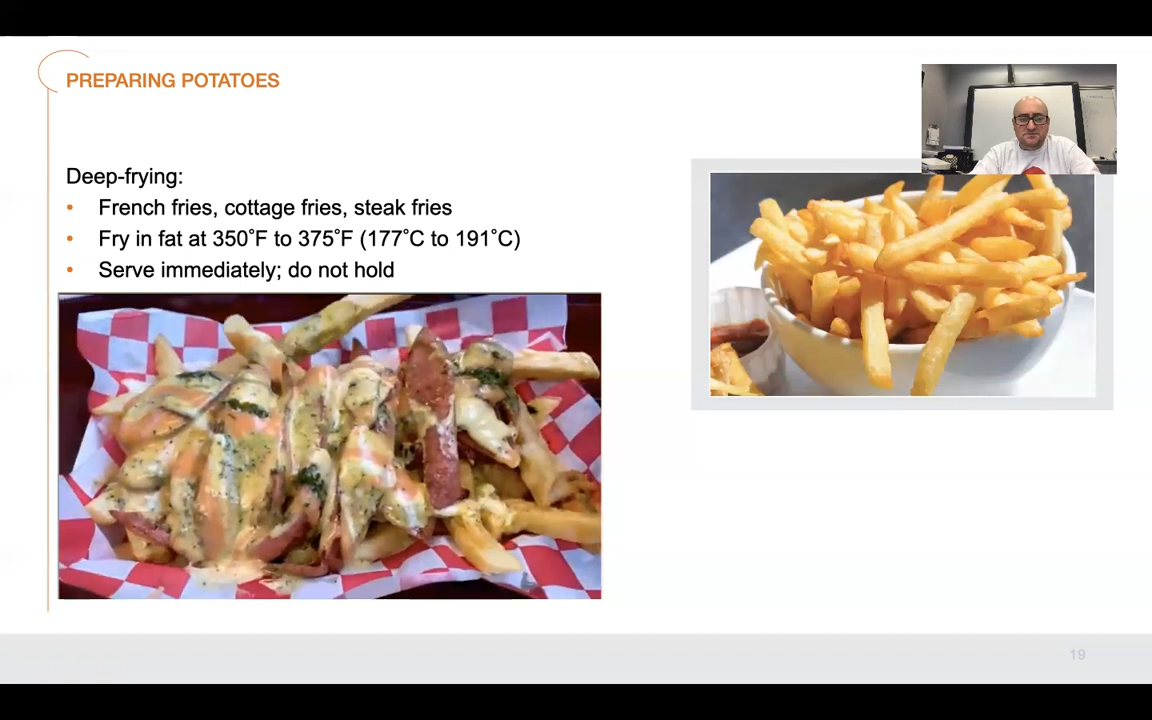 PREPARING POTATOES
Deep-frying:
• French fries, cottage fries, steak fries
• Fry in fat at 350˚F to 375˚F (177˚C to 191˚C)
• Serve immediately; do not hold
19